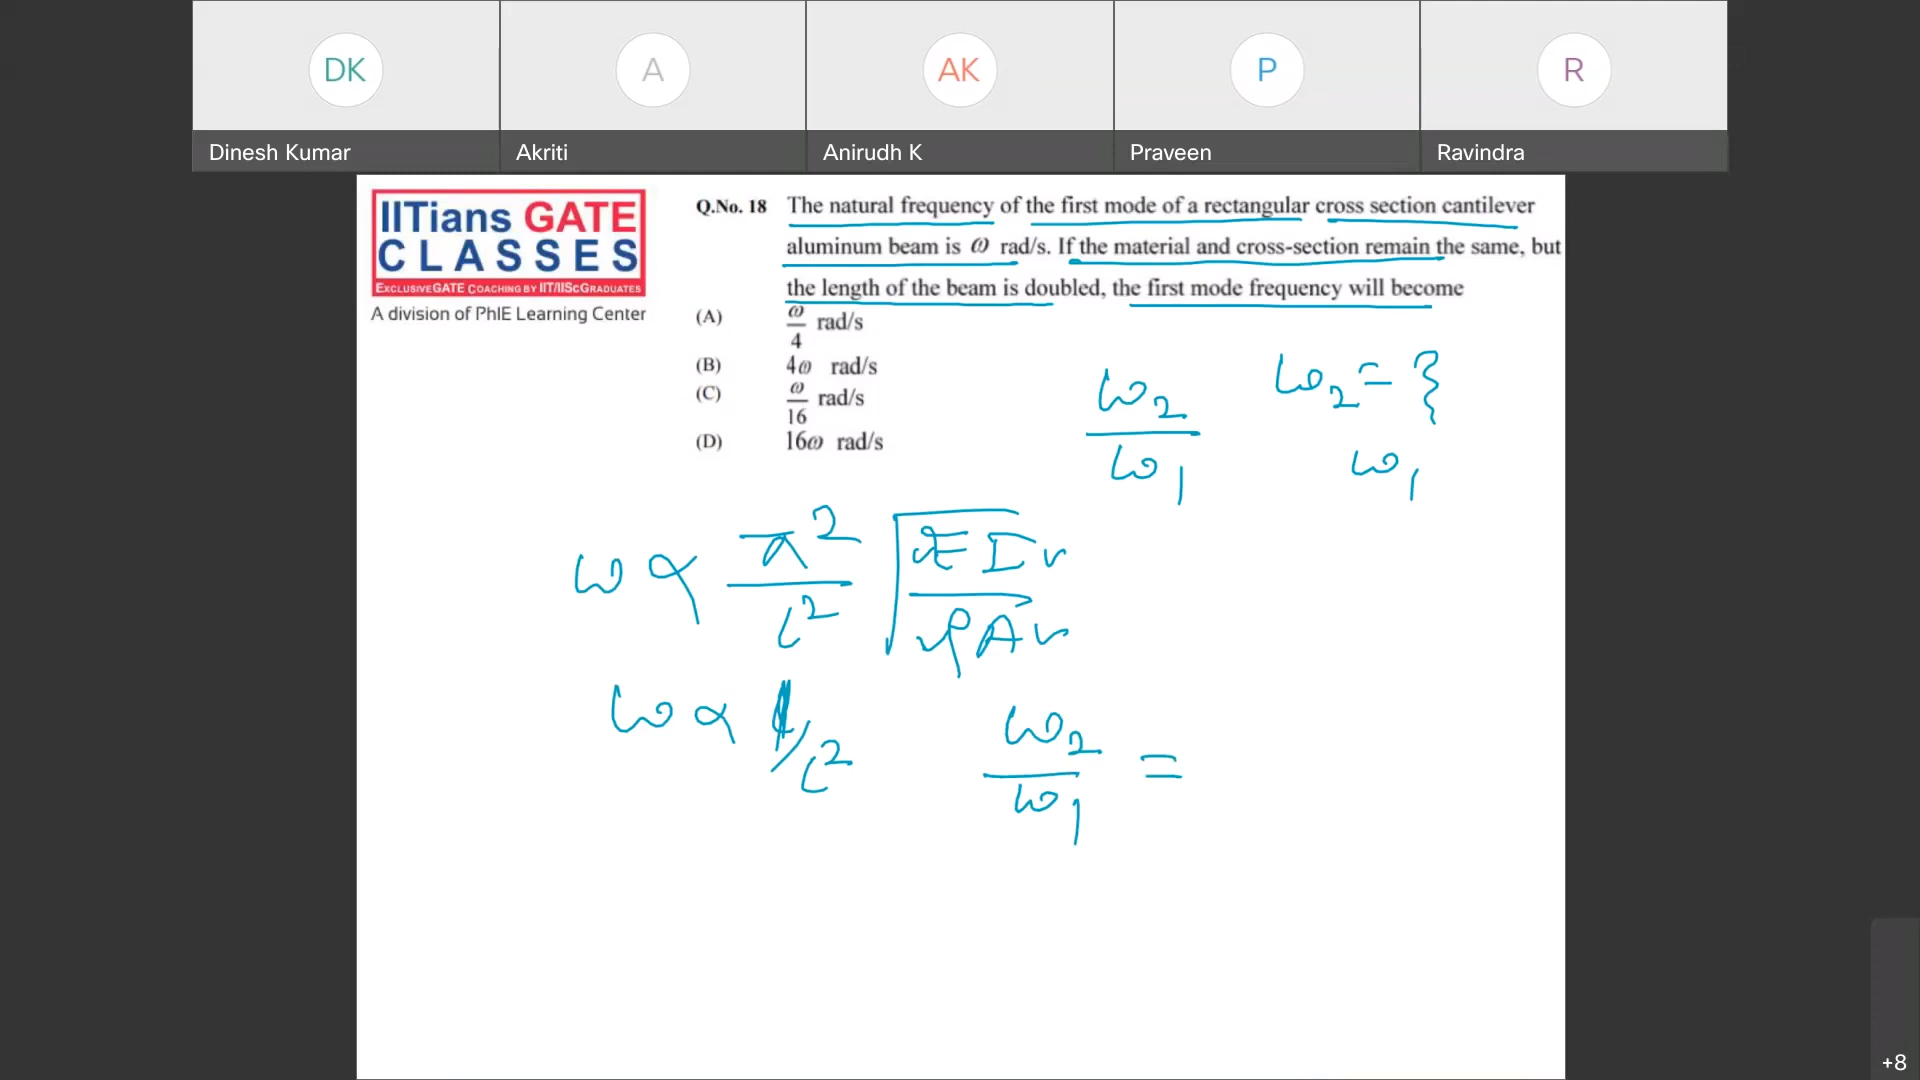 DK A AK P R
Dinesh Kumar Akriti Anirudh K Praveen Ravindra
IITians GATE
CLASSES
EXCLUSIVE GATE COACHING BY IIT/IISC GRADUATES
A division of PhIE Learning Center
Q.No. 18 The natural frequency of the first mode of a rectangular cross section cantilever
aluminum beam is ω rad/s. If the material and cross-section remain the same, but
the length of the beam is doubled, the first mode frequency will become
(A) ω/4 rad/s
(B) 4ω rad/s
(C) ω/16 rad/s
(D) 16ω rad/s
ω2/ω1
ω2 = }
ω1
ω ∝ π²/L² √(EI/ρA)
ω ∝ 1/L²
ω2/ω1 =
+8